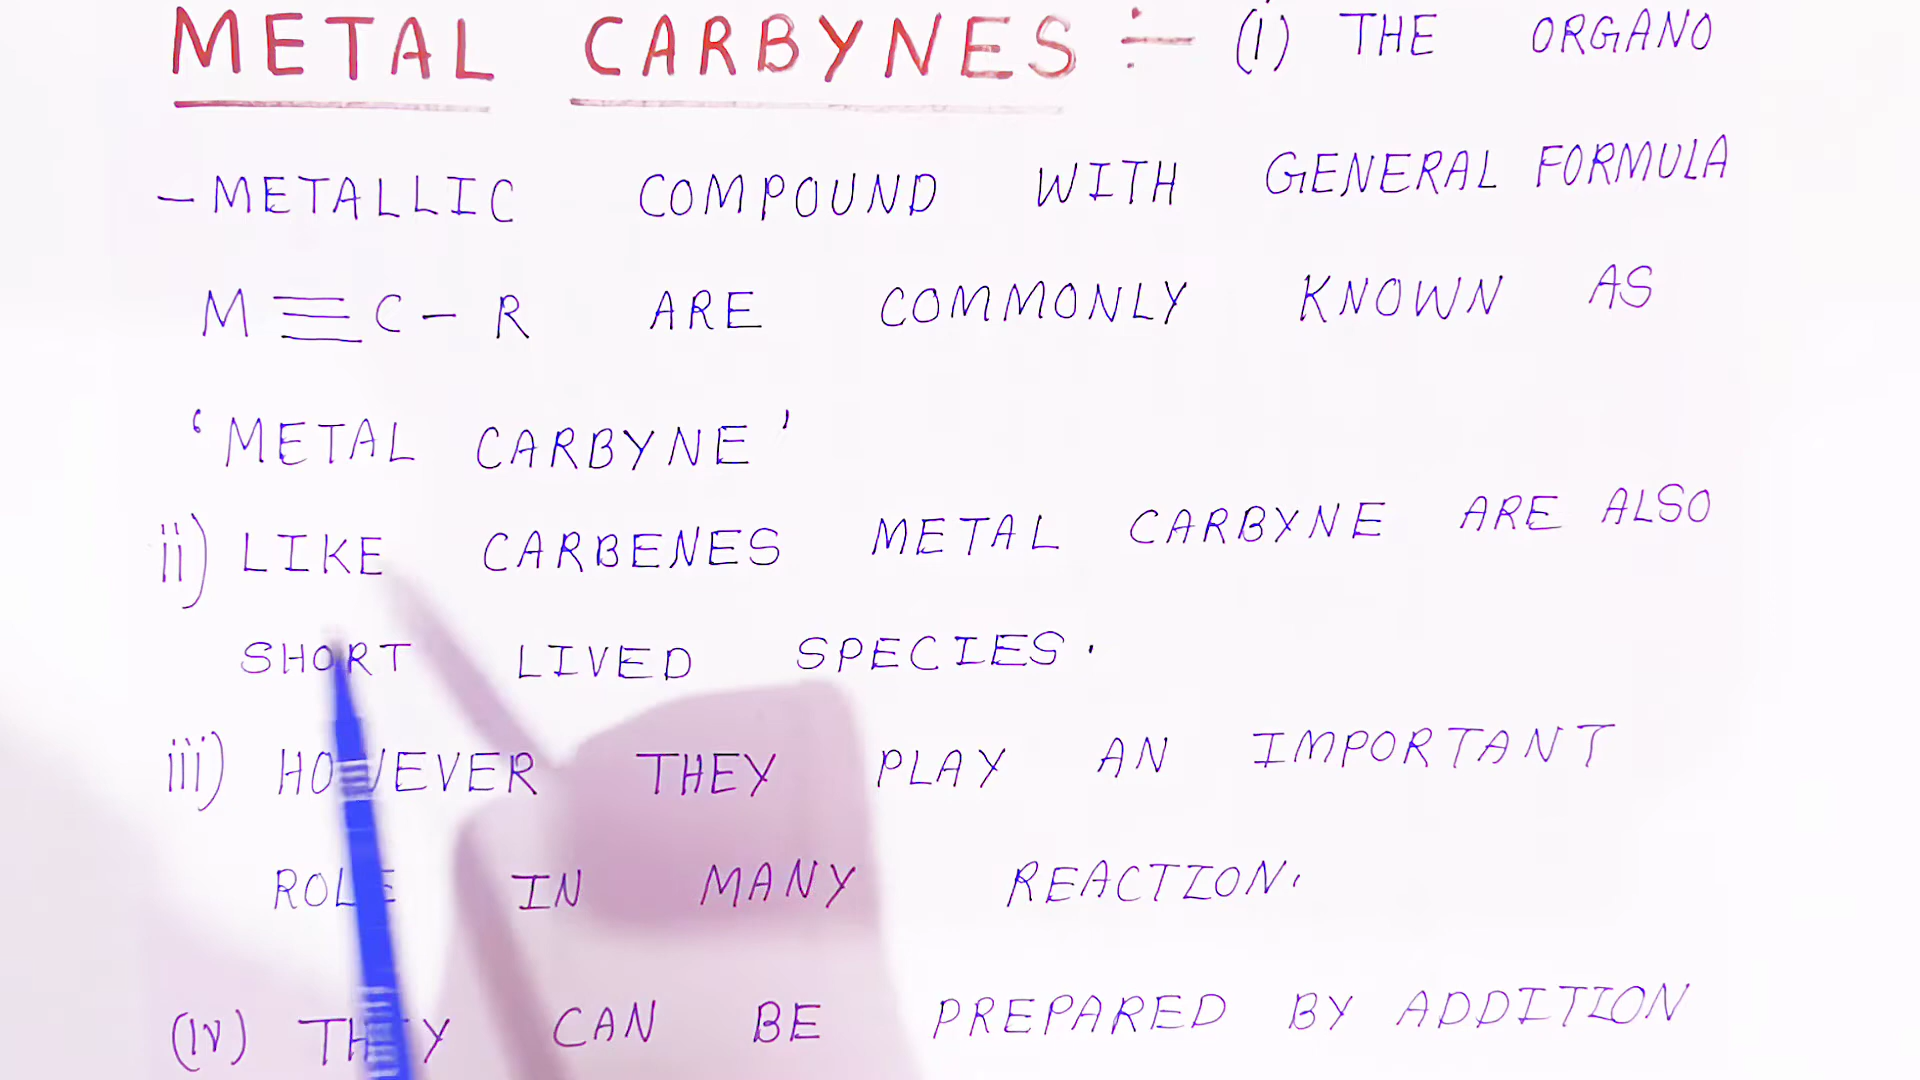 METAL CARBYNES ÷ (i) THE ORGANO
- METALLIC COMPOUND WITH GENERAL FORMULA
M≡C-R ARE COMMONLY KNOWN AS
'METAL CARBYNE'
ii) LIKE CARBENES METAL CARBYNE ARE ALSO
SHORT LIVED SPECIES.
iii) HOWEVER THEY PLAY AN IMPORTANT
ROLE IN MANY REACTION.
(iv) THEY CAN BE PREPARED BY ADDITION